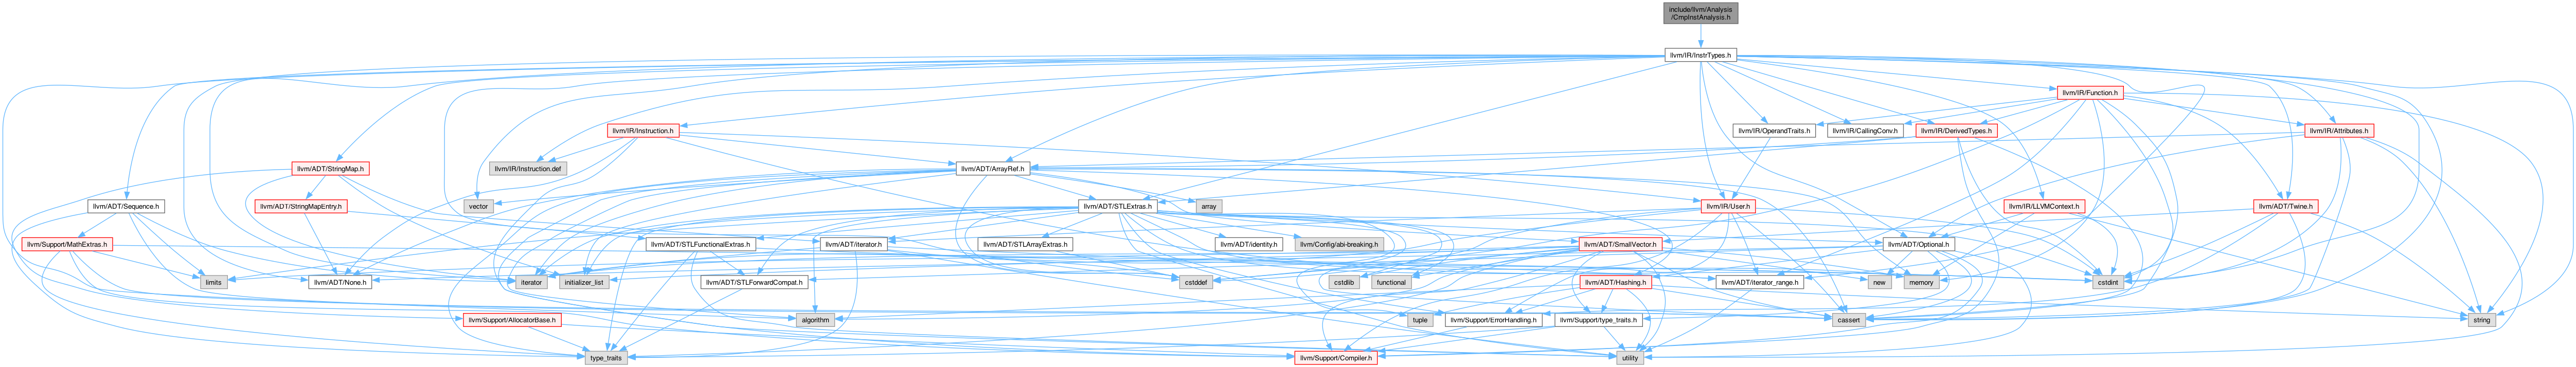 include/llvm/Analysis
/CmpInstAnalysis.h
llvm/IR/InstrTypes.h
llvm/IR/Function.h
llvm/IR/Instruction.h
llvm/IR/OperandTraits.h
llvm/IR/CallingConv.h
llvm/IR/DerivedTypes.h
llvm/IR/Attributes.h
llvm/ADT/StringMap.h
llvm/IR/Instruction.def
llvm/ADT/ArrayRef.h
llvm/ADT/Sequence.h
llvm/ADT/StringMapEntry.h
vector
llvm/ADT/STLExtras.h
array
llvm/IR/User.h
llvm/IR/LLVMContext.h
llvm/ADT/Twine.h
llvm/Support/MathExtras.h
llvm/ADT/STLFunctionalExtras.h
llvm/ADT/iterator.h
llvm/ADT/STLArrayExtras.h
llvm/ADT/identity.h
llvm/Config/abi-breaking.h
llvm/ADT/SmallVector.h
llvm/ADT/Optional.h
limits
llvm/ADT/None.h
iterator
initializer_list
llvm/ADT/STLForwardCompat.h
cstddef
cstdlib
functional
llvm/ADT/Hashing.h
llvm/ADT/iterator_range.h
new
memory
cstdint
llvm/Support/AllocatorBase.h
algorithm
tuple
llvm/Support/ErrorHandling.h
llvm/Support/type_traits.h
cassert
string
type_traits
llvm/Support/Compiler.h
utility